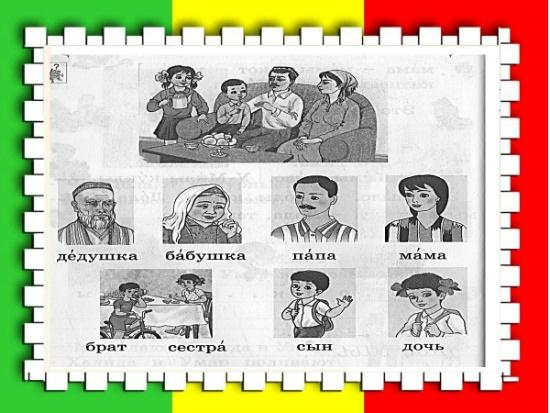 де́душка ба́бушка па́па ма́ма
брат сестра́ сын дочь